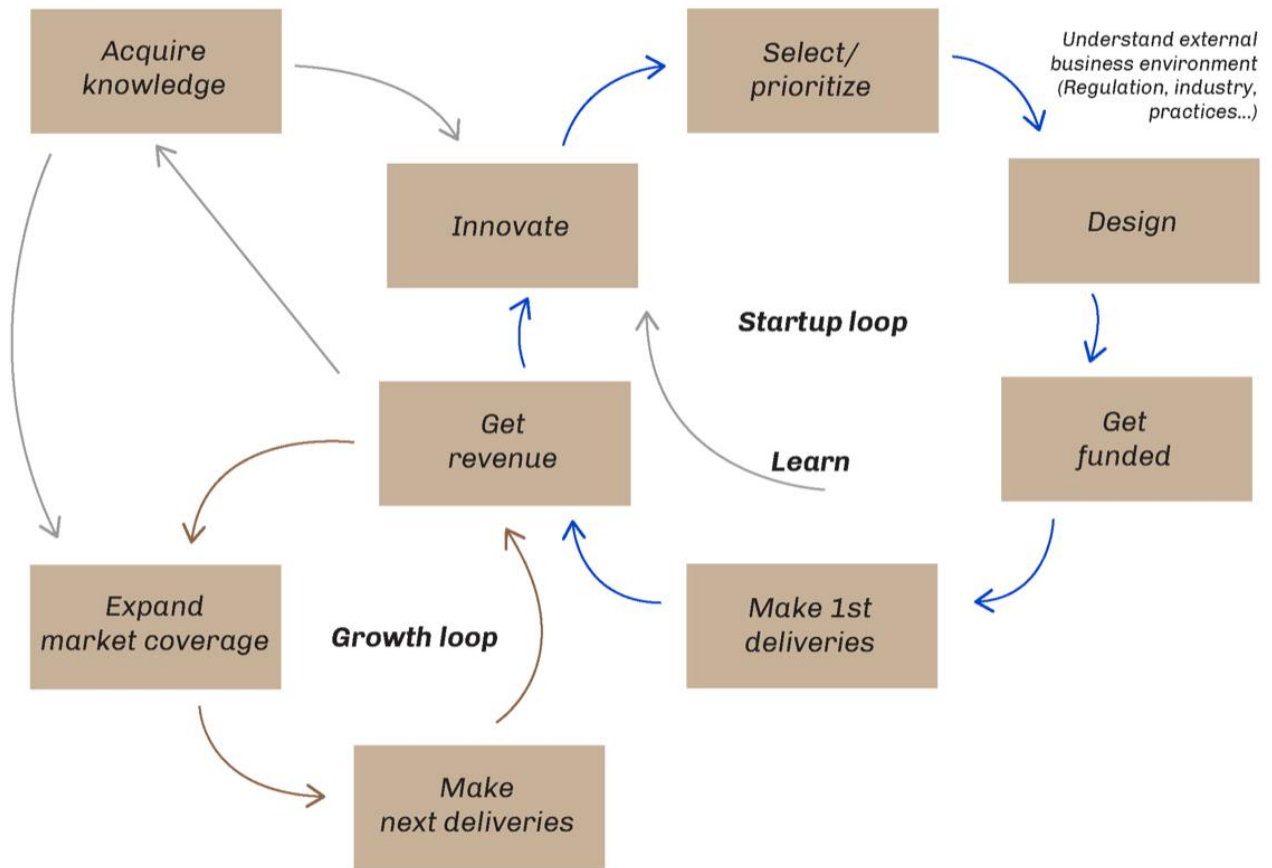 Acquire
knowledge
Select/
prioritize
Understand external
business environment
(Regulation, industry,
practices...)
Innovate
Design
Startup loop
Get
revenue
Get
funded
Learn
Expand
market coverage
Growth loop
Make 1st
deliveries
Make
next deliveries